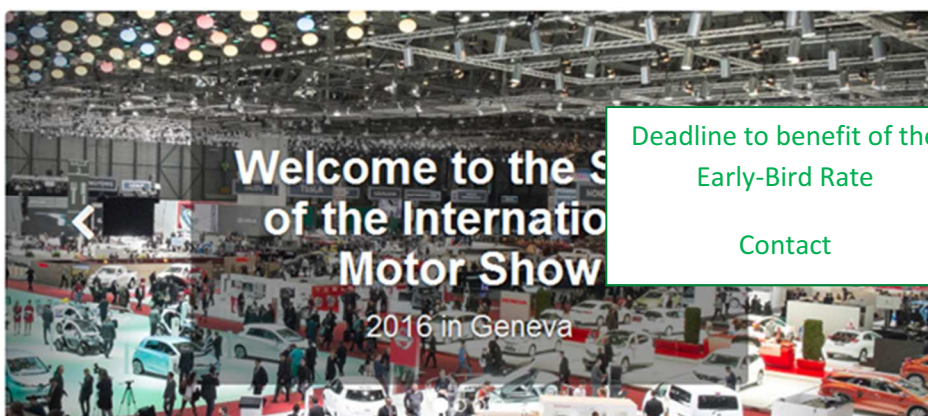 Welcome to the S
of the Internatio
Motor Show
2016 in Geneva
Deadline to benefit of the
Early-Bird Rate
Contact
HONDA